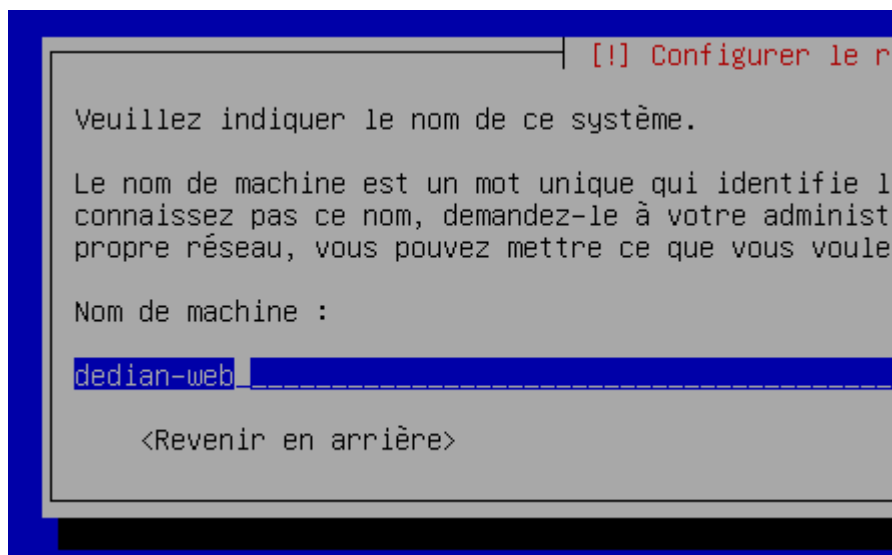 [!] Configurer le r
Veuillez indiquer le nom de ce système.
Le nom de machine est un mot unique qui identifie l
connaissez pas ce nom, demandez-le à votre administ
propre réseau, vous pouvez mettre ce que vous voule
Nom de machine :
dedian-web
<Revenir en arrière>